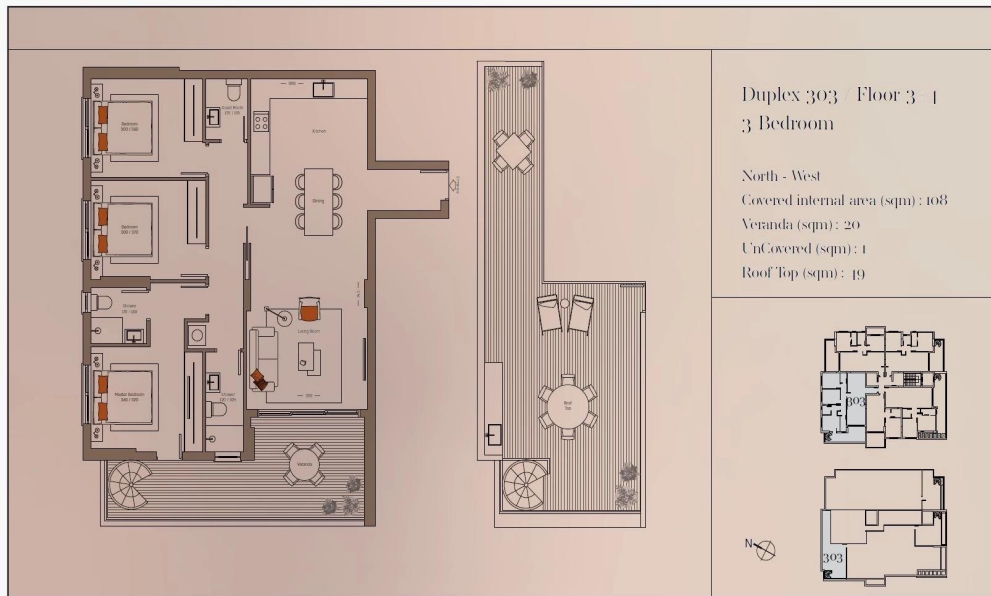 Duplex 303 / Floor 3-4
3 Bedroom
North - West
Covered internal area (sqm) : 108
Veranda (sqm) : 20
UnCovered (sqm) : 1
Roof Top (sqm) : 49
Bedroom
Bedroom
Shower
Master Bedroom
Guest Room
Kitchen
Dining
Living Room
Shower
Veranda
Roof
Top
303
303
N